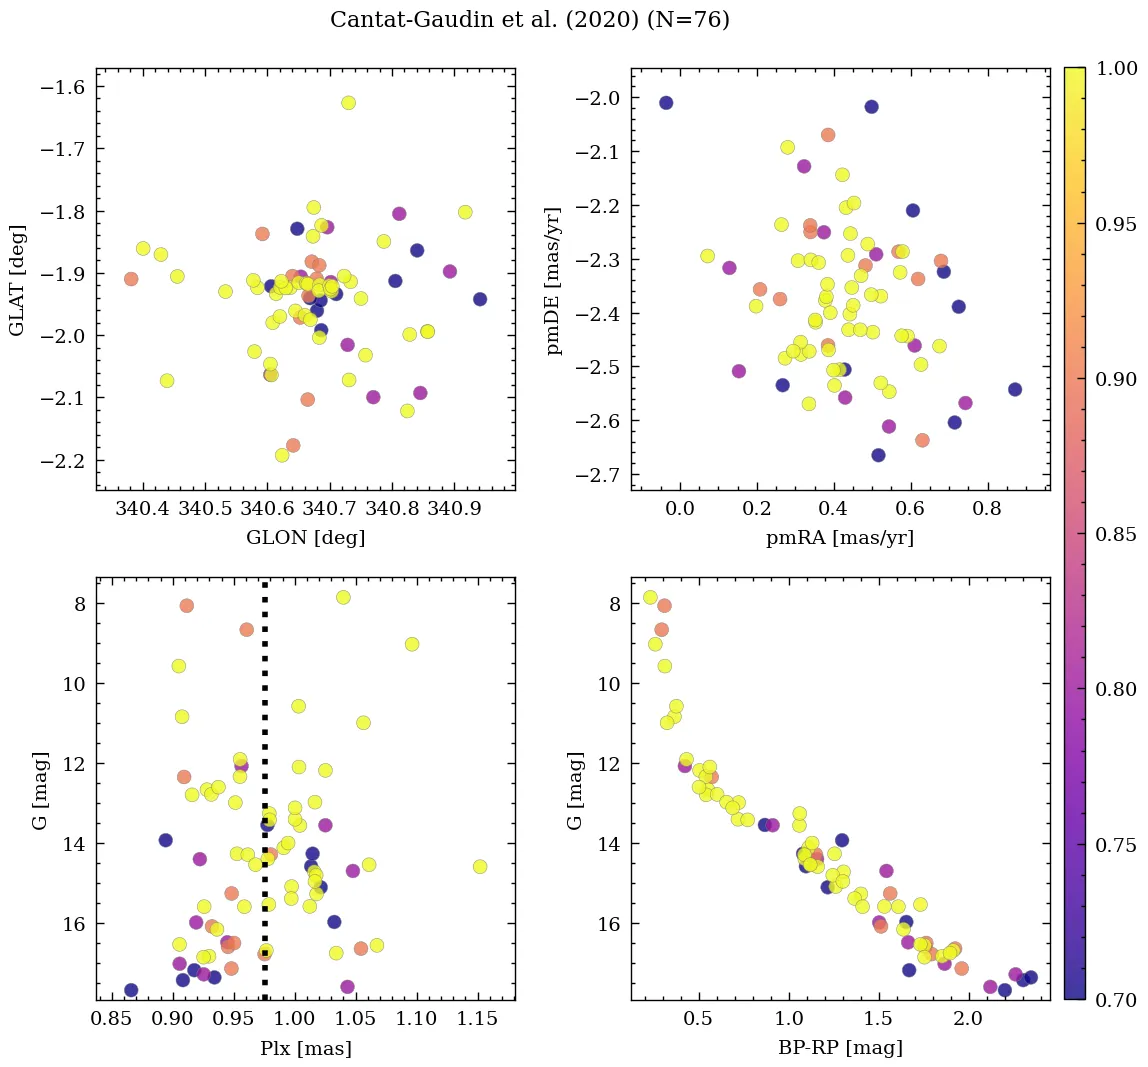 Cantat-Gaudin et al. (2020) (N=76)
−1.6
−1.7
−1.8
−1.9
−2.0
−2.1
−2.2
GLAT [deg]
340.4 340.5 340.6 340.7 340.8 340.9
GLON [deg]
−2.0
−2.1
−2.2
−2.3
−2.4
−2.5
−2.6
−2.7
pmDE [mas/yr]
0.0 0.2 0.4 0.6 0.8
pmRA [mas/yr]
8
10
12
14
16
G [mag]
0.85 0.90 0.95 1.00 1.05 1.10 1.15
Plx [mas]
8
10
12
14
16
G [mag]
0.5 1.0 1.5 2.0
BP-RP [mag]
1.00
0.95
0.90
0.85
0.80
0.75
0.70